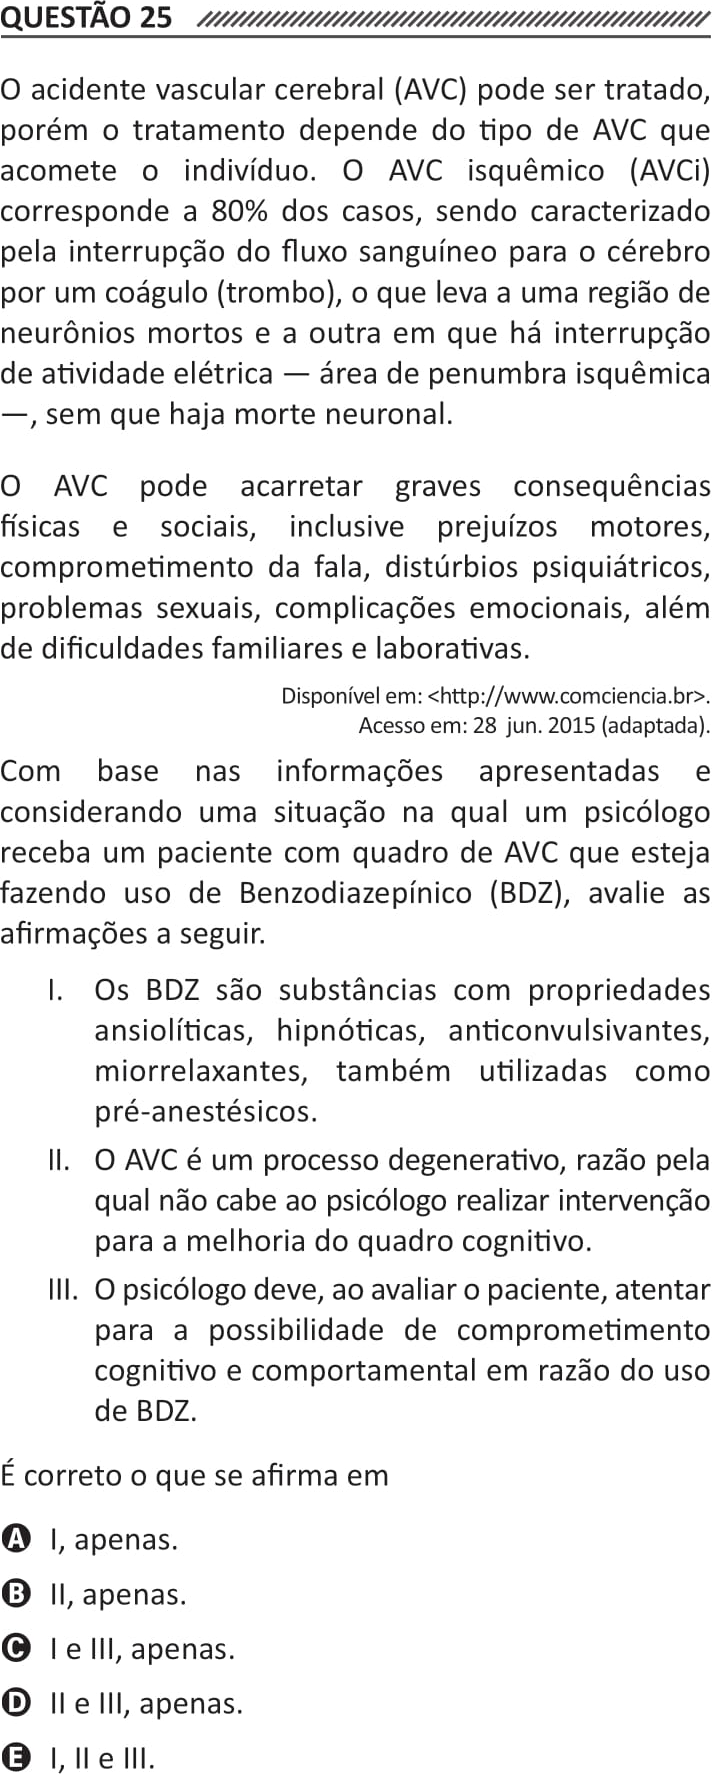 QUESTÃO 25
O acidente vascular cerebral (AVC) pode ser tratado,
porém o tratamento depende do tipo de AVC que
acomete o indivíduo. O AVC isquêmico (AVCi)
corresponde a 80% dos casos, sendo caracterizado
pela interrupção do fluxo sanguíneo para o cérebro
por um coágulo (trombo), o que leva a uma região de
neurônios mortos e a outra em que há interrupção
de atividade elétrica — área de penumbra isquêmica
—, sem que haja morte neuronal.
O AVC pode acarretar graves consequências
físicas e sociais, inclusive prejuízos motores,
comprometimento da fala, distúrbios psiquiátricos,
problemas sexuais, complicações emocionais, além
de dificuldades familiares e laborativas.
Disponível em: <http://www.comciencia.br>.
Acesso em: 28 jun. 2015 (adaptada).
Com base nas informações apresentadas e
considerando uma situação na qual um psicólogo
receba um paciente com quadro de AVC que esteja
fazendo uso de Benzodiazepínico (BDZ), avalie as
afirmações a seguir.
I. Os BDZ são substâncias com propriedades
ansiolíticas, hipnóticas, anticonvulsivantes,
miorrelaxantes, também utilizadas como
pré-anestésicos.
II. O AVC é um processo degenerativo, razão pela
qual não cabe ao psicólogo realizar intervenção
para a melhoria do quadro cognitivo.
III. O psicólogo deve, ao avaliar o paciente, atentar
para a possibilidade de comprometimento
cognitivo e comportamental em razão do uso
de BDZ.
É correto o que se afirma em
A I, apenas.
B II, apenas.
C I e III, apenas.
D II e III, apenas.
E I, II e III.